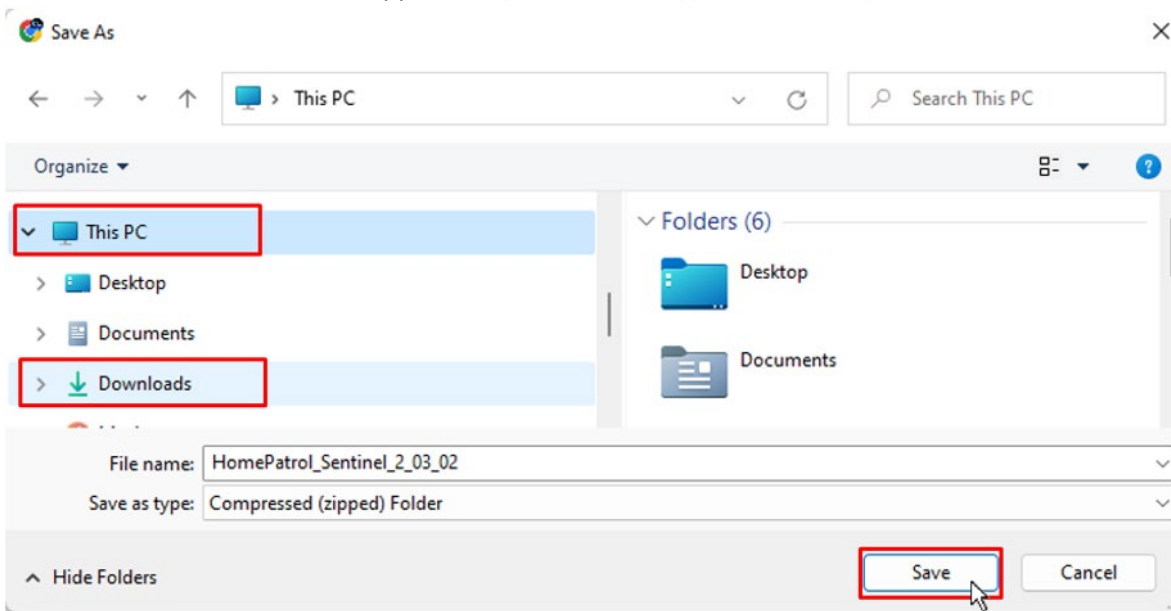 Save As
This PC
Search This PC
Organize
This PC
Folders (6)
Desktop
Desktop
Documents
Documents
Downloads
File name: HomePatrol_Sentinel_2_03_02
Save as type: Compressed (zipped) Folder
Hide Folders
Save
Cancel